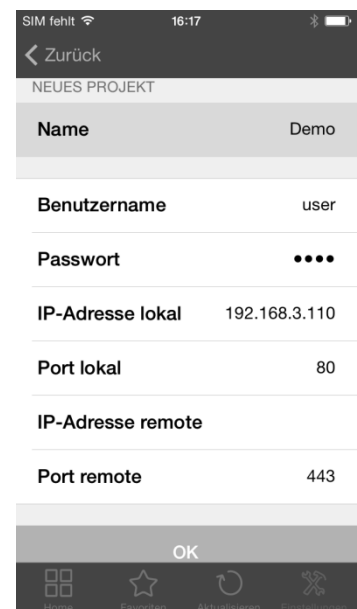 SIM fehlt 16:17
Zurück
NEUES PROJEKT
Name Demo
Benutzername user
Passwort ••••
IP-Adresse lokal 192.168.3.110
Port lokal 80
IP-Adresse remote
Port remote 443
OK
Home Favoriten Aktualisieren Einstellungen